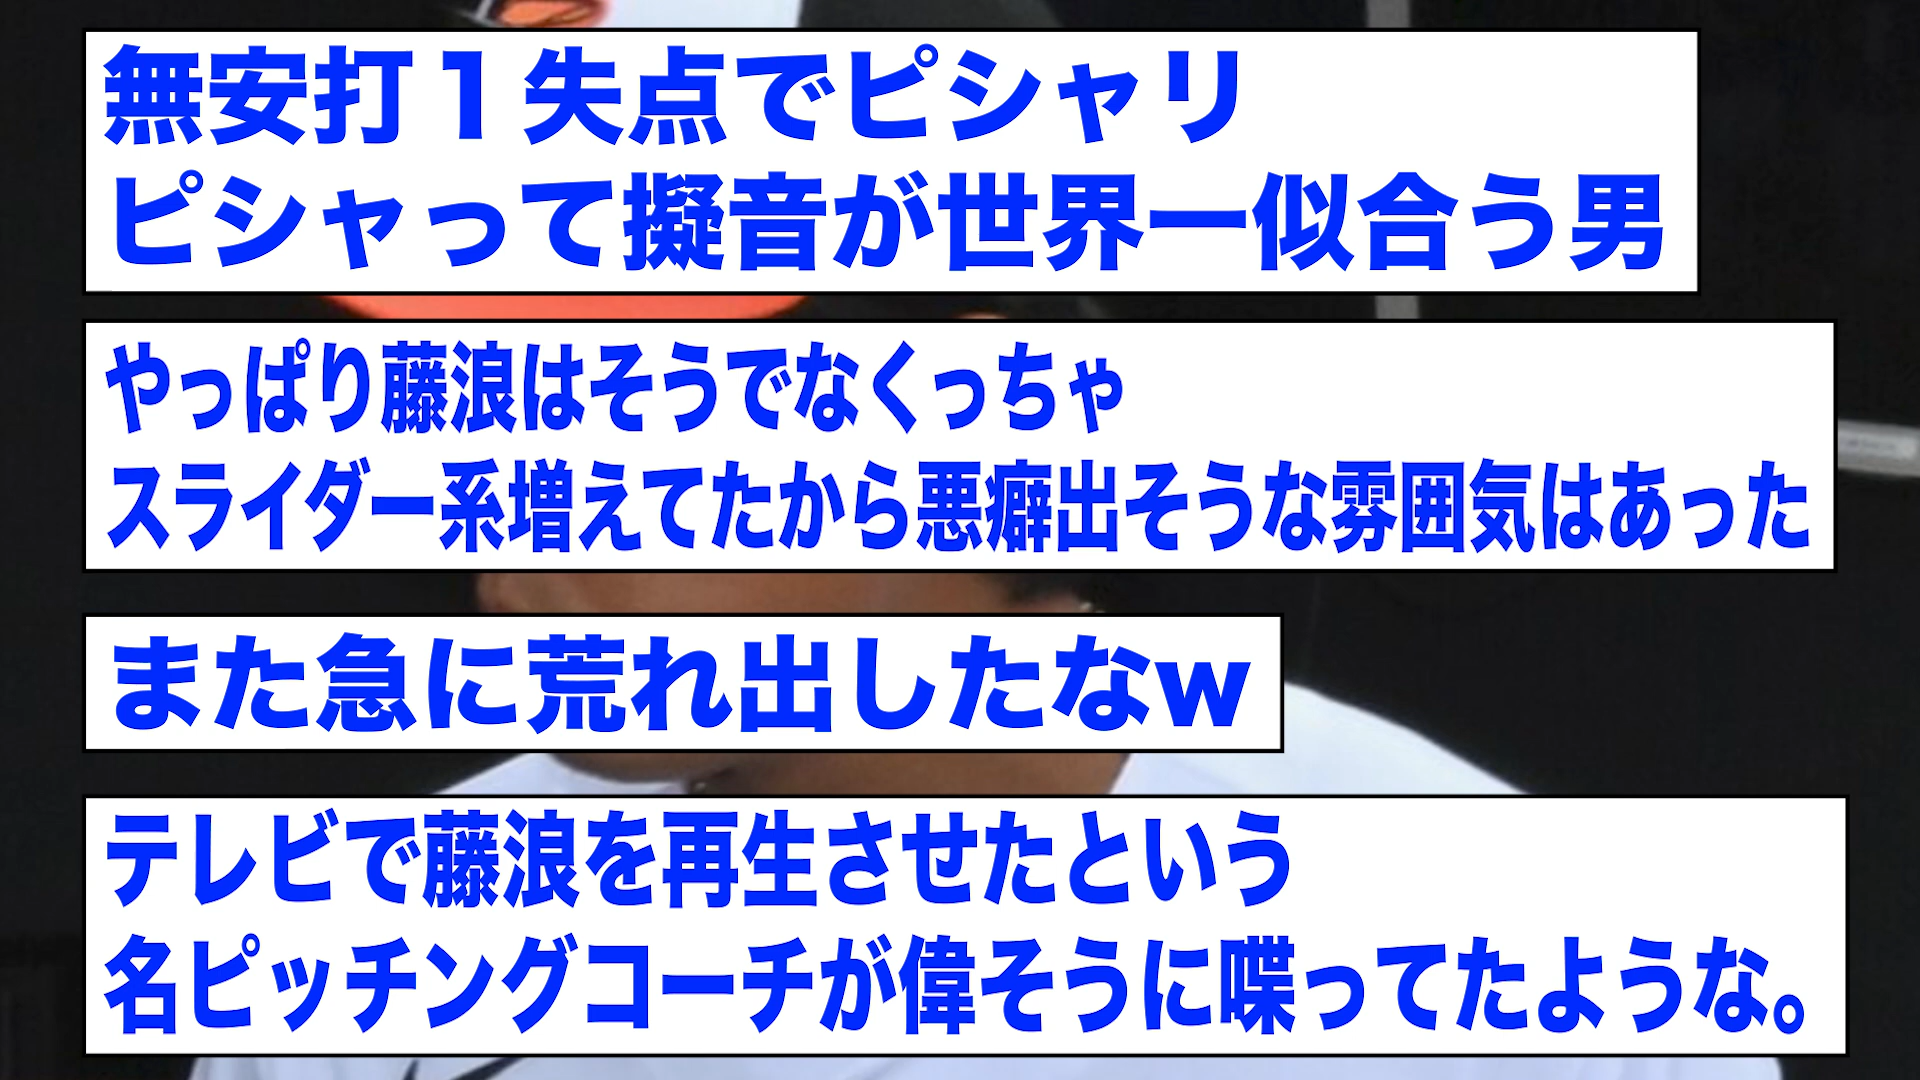 無安打１失点でピシャリ
ピシャって擬音が世界一似合う男
やっぱり藤浪はそうでなくっちゃ
スライダー系増えてたから悪癖出そうな雰囲気はあった
また急に荒れ出したなw
テレビで藤浪を再生させたという
名ピッチングコーチが偉そうに喋ってたような。